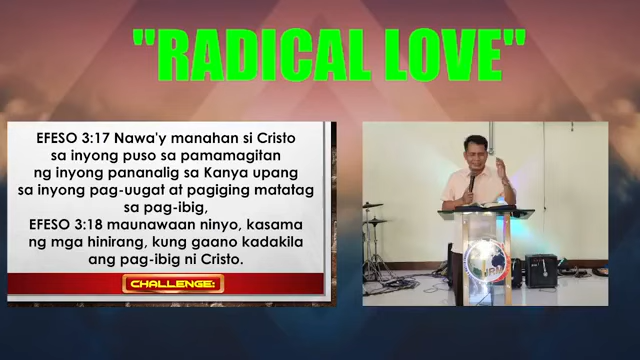 "RADICAL LOVE"
EFESO 3:17 Nawa'y manahan si Cristo
sa inyong puso sa pamamagitan
ng inyong pananalig sa Kanya upang
sa inyong pag-uugat at pagiging matatag
sa pag-ibig,
EFESO 3:18 maunawaan ninyo, kasama
ng mga hinirang, kung gaano kadakila
ang pag-ibig ni Cristo.
CHALLENGE: